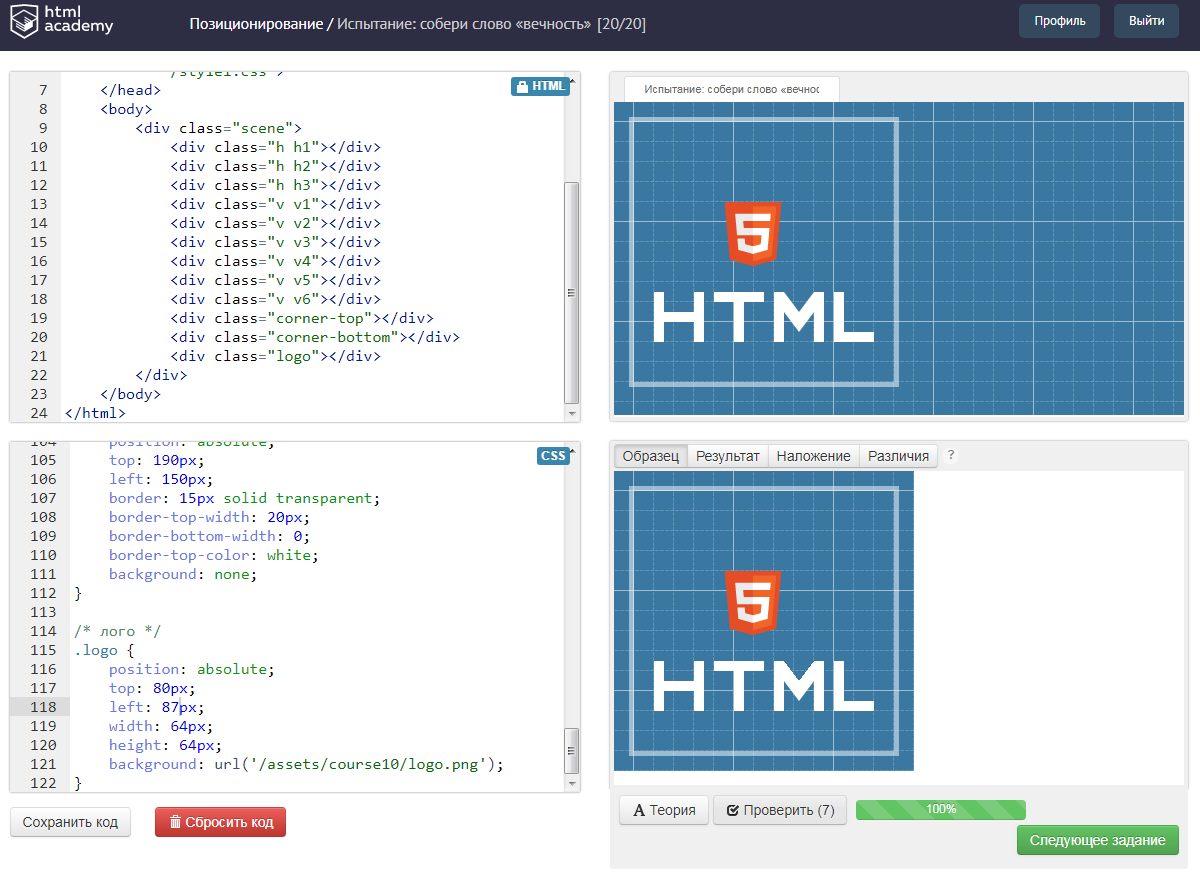 html
academy
Позиционирование / Испытание: собери слово «вечность» [20/20]
Профиль
Выйти
HTML
/style1.css">
7 </head>
8 <body>
9 <div class="scene">
10 <div class="h h1"></div>
11 <div class="h h2"></div>
12 <div class="h h3"></div>
13 <div class="v v1"></div>
14 <div class="v v2"></div>
15 <div class="v v3"></div>
16 <div class="v v4"></div>
17 <div class="v v5"></div>
18 <div class="v v6"></div>
19 <div class="corner-top"></div>
20 <div class="corner-bottom"></div>
21 <div class="logo"></div>
22 </div>
23 </body>
24 </html>
Испытание: собери слово «вечнос
5
HTML
CSS
104 position: absolute;
105 top: 190px;
106 left: 150px;
107 border: 15px solid transparent;
108 border-top-width: 20px;
109 border-bottom-width: 0;
110 border-top-color: white;
111 background: none;
112 }
113
114 /* лого */
115 .logo {
116 position: absolute;
117 top: 80px;
118 left: 87px;
119 width: 64px;
120 height: 64px;
121 background: url('/assets/course10/logo.png');
122 }
Образец
Результат
Наложение
Различия
?
5
HTML
Сохранить код
Сбросить код
A Теория
Проверить (7)
100%
Следующее задание